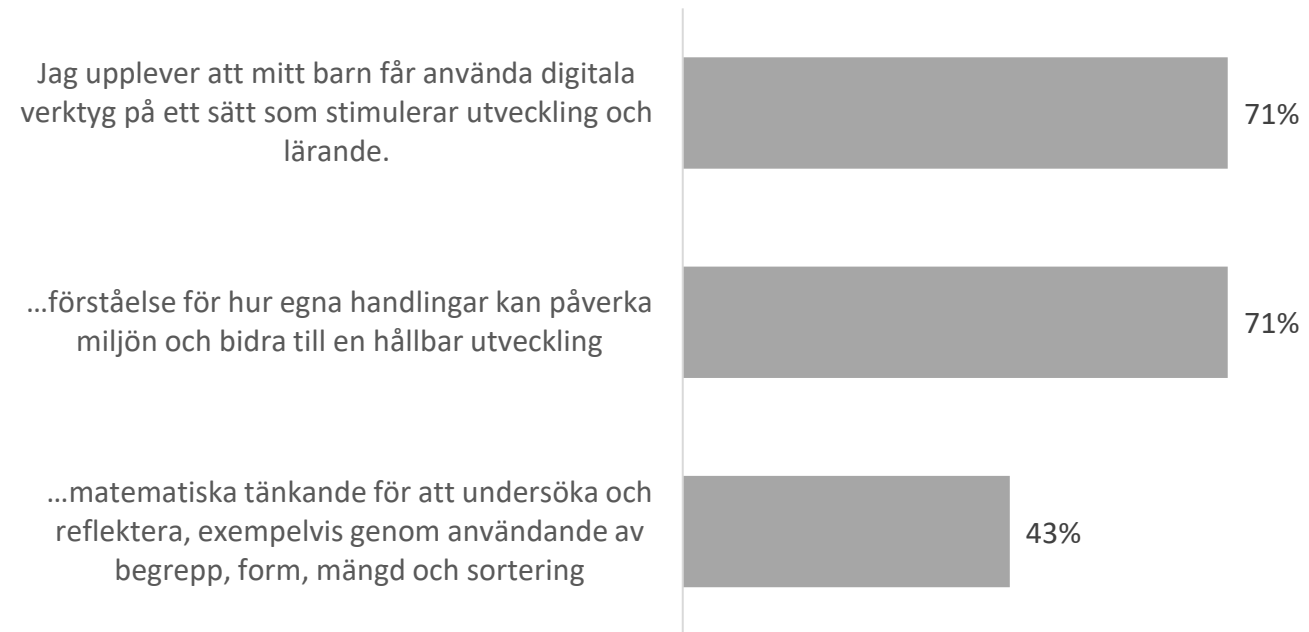 Jag upplever att mitt barn får använda digitala
verktyg på ett sätt som stimulerar utveckling och
lärande.
71%
...förståelse för hur egna handlingar kan påverka
miljön och bidra till en hållbar utveckling
71%
...matematiska tänkande för att undersöka och
reflektera, exempelvis genom användande av
begrepp, form, mängd och sortering
43%